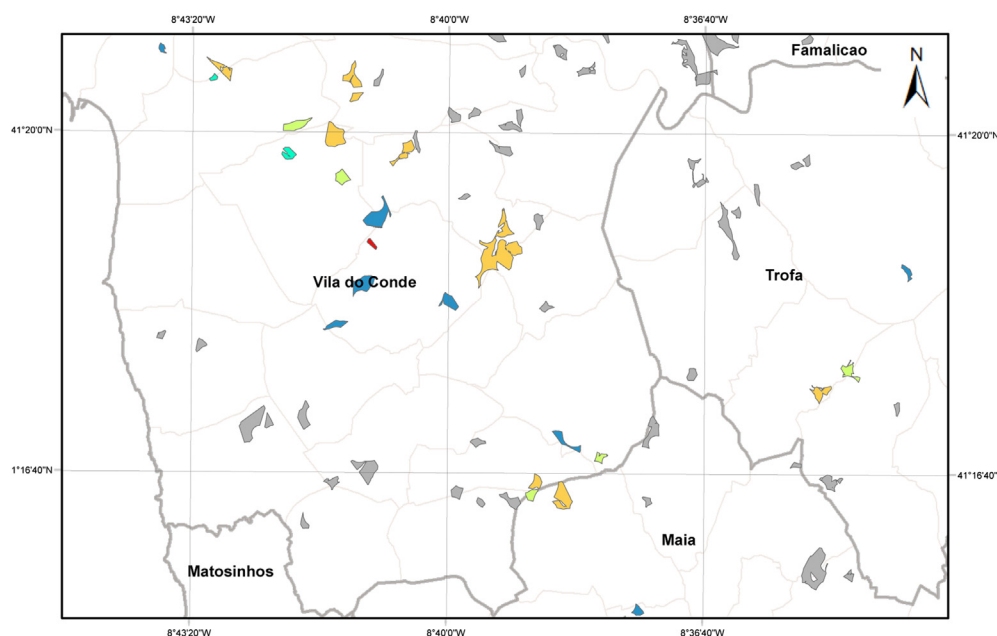 8°43'20"W 8°40'0"W 8°36'40"W
Famalicao
N
41°20'0"N 41°20'0"N
Vila do Conde
Trofa
1°16'40"N 41°16'40"N
Maia
Matosinhos
8°43'20"W 8°40'0"W 8°36'40"W